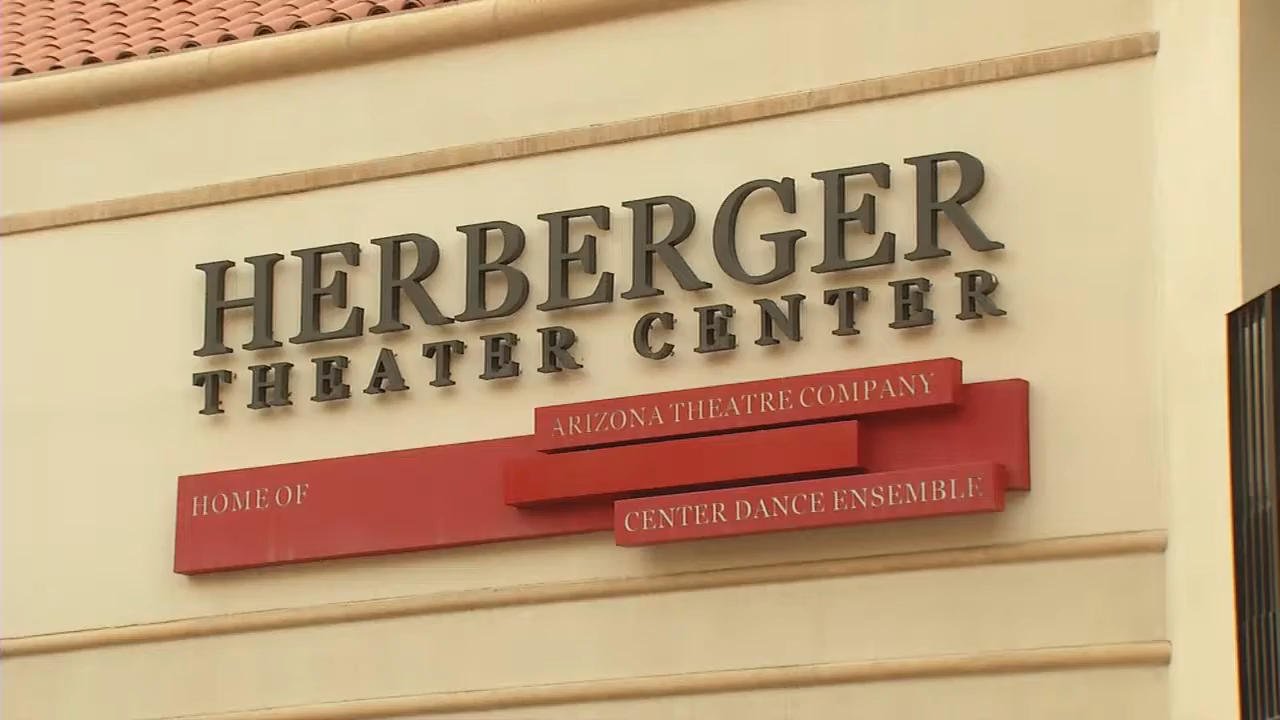 HERBERGER
THEATER CENTER
ARIZONA THEATRE COMPANY
HOME OF
CENTER DANCE ENSEMBLE